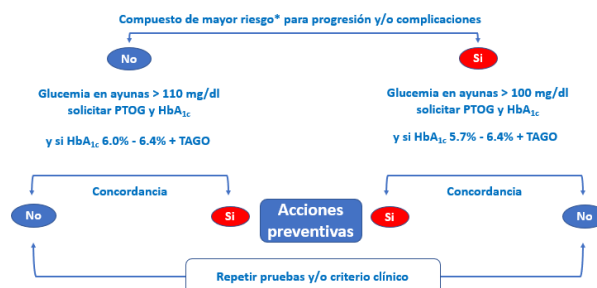 Compuesto de mayor riesgo* para progresión y/o complicaciones
No
Si
Glucemia en ayunas > 110 mg/dl
solicitar PTOG y HbA1c
y si HbA1c 6.0% - 6.4% + TAGO
Glucemia en ayunas > 100 mg/dl
solicitar PTOG y HbA1c
y si HbA1c 5.7% - 6.4% + TAGO
Concordancia
Concordancia
No
Si
Acciones
preventivas
Si
No
Repetir pruebas y/o criterio clínico